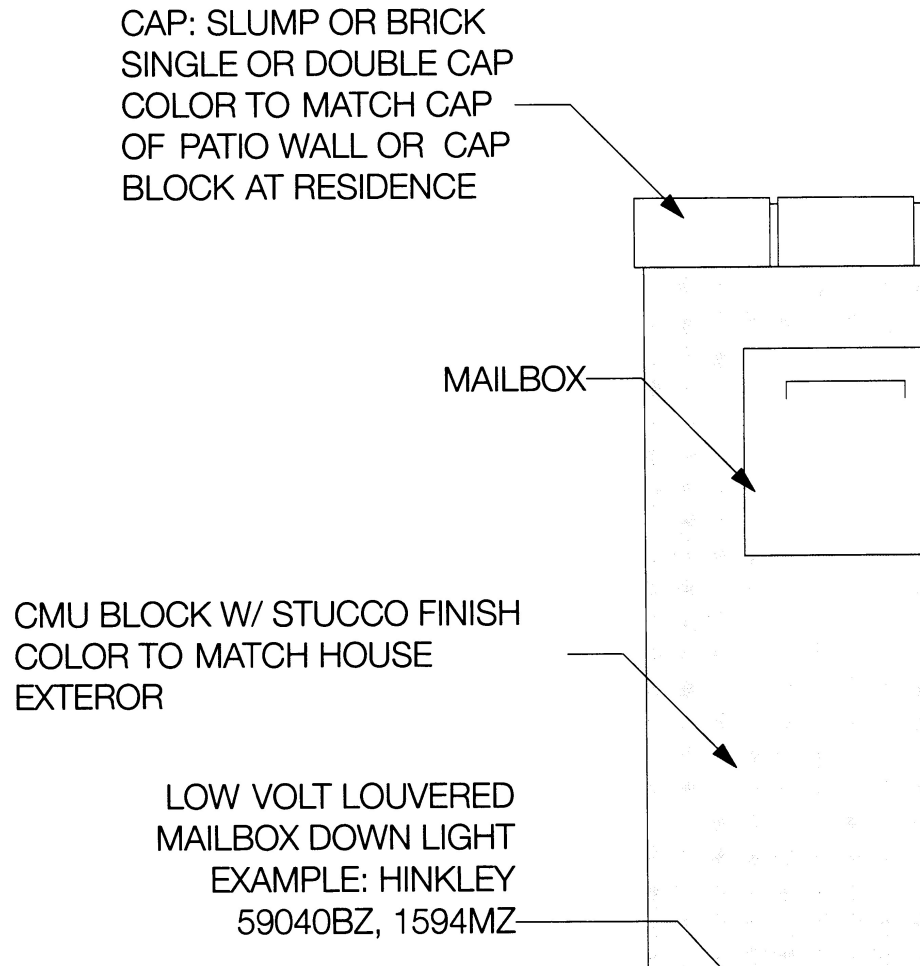 CAP: SLUMP OR BRICK
SINGLE OR DOUBLE CAP
COLOR TO MATCH CAP
OF PATIO WALL OR CAP
BLOCK AT RESIDENCE
MAILBOX
CMU BLOCK W/ STUCCO FINISH
COLOR TO MATCH HOUSE
EXTEROR
LOW VOLT LOUVERED
MAILBOX DOWN LIGHT
EXAMPLE: HINKLEY
59040BZ, 1594MZ